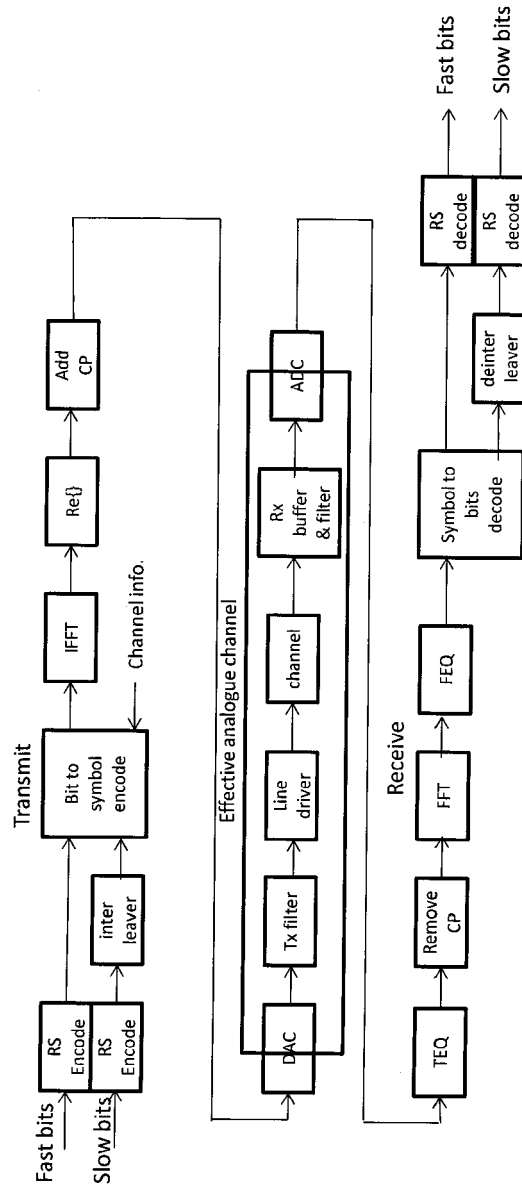 Transmit
Fast bits
Slow bits
RS
Encode
RS
Encode
inter
leaver
Bit to
symbol
encode
Channel info.
IFFT
Re{}
Add
CP
Effective analogue channel
DAC
Tx filter
Line
driver
channel
Rx
buffer
& filter
ADC
Receive
TEQ
Remove
CP
FFT
FEQ
Symbol to
bits
decode
deinter
leaver
RS
decode
RS
decode
Fast bits
Slow bits